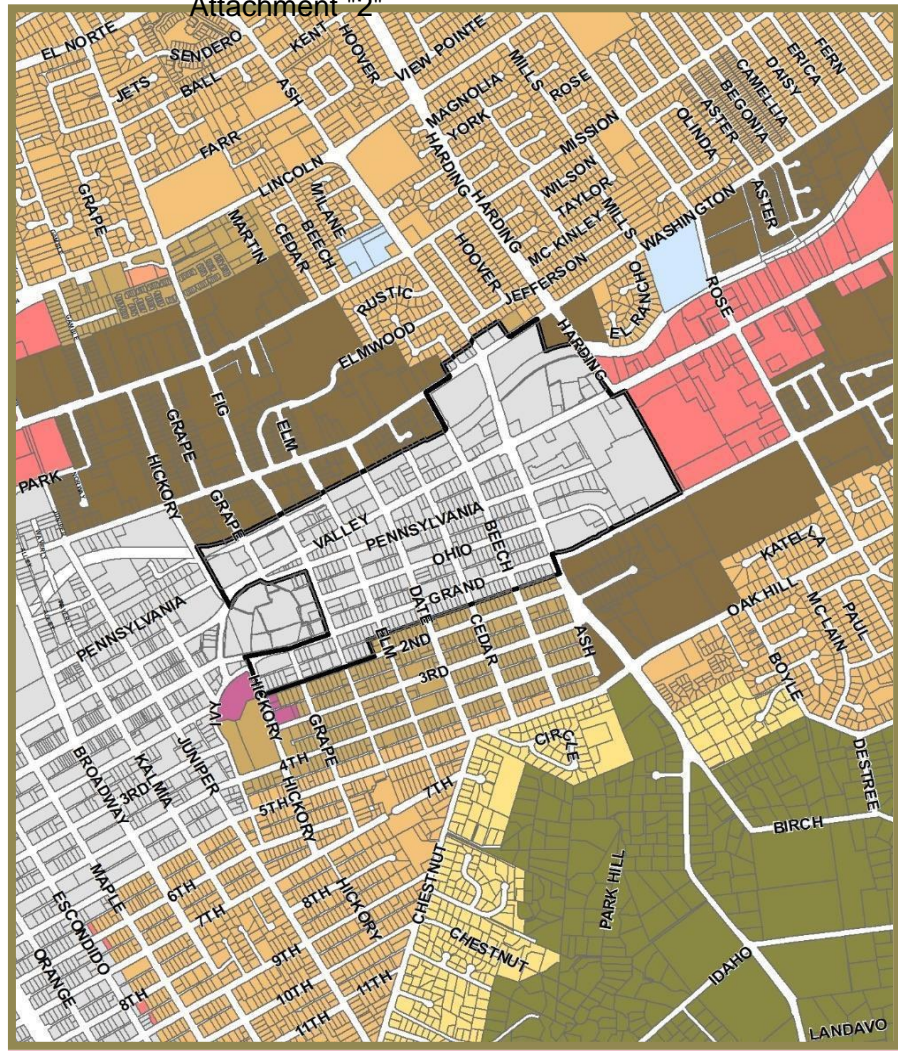 Attachment "2"
EL NORTE
SENDERO
KENT
HOOVER
VIEW POINTE
JETS
BALL
ASH
MILLS
ROSE
FERN
ERICA
DAISY
CAMELLIA
BEGONIA
ASTER
MAGNOLIA
YORK
MISSION
OLINDA
FARR
LINCOLN
HARDING
HARDING
WILSON
TAYLOR
MILLS
MC KINLEY
JEFFERSON
WASHINGTON
ASTER
GRAPE
MARTIN
CEDAR
BEECH
MILANE
HOOVER
RUSTIC
EL RANCHO
ROSE
ELMWOOD
HARDING
FIG
GRAPE
ELM
HICKORY
PARK
GRAPE
VALLEY
PENNSYLVANIA
OHIO
BEECH
GRAND
DATE
ELM
2ND
CEDAR
3RD
ASH
KATELLA
OAK HILL
MC LAIN
PAUL
BOYLE
DESTREE
PENNSYLVANIA
IVY
HICKORY
GRAPE
JUNIPER
KALMIA
BROADWAY
3RD
4TH
5TH
HICKORY
7TH
CIRCLE
BIRCH
MAPLE
6TH
7TH
8TH
HICKORY
CHESTNUT
PARK HILL
ESCONDIDO
ORANGE
9TH
CHESTNUT
8TH
10TH
11TH
11TH
IDAHO
LANDAVO